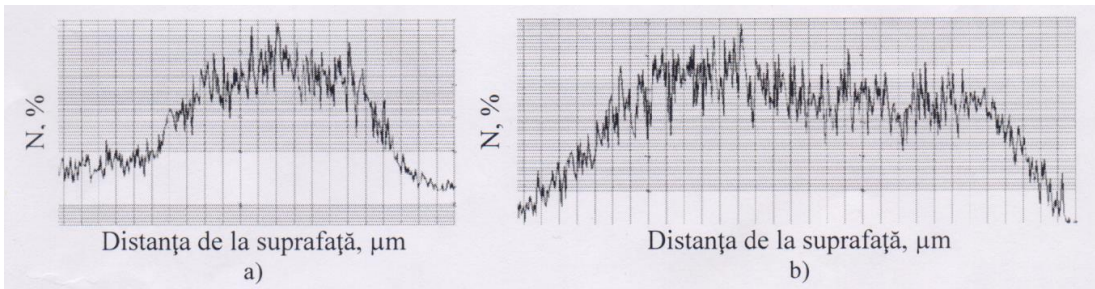 N, %
Distanţa de la suprafaţă, μm
a)
N, %
Distanţa de la suprafaţă, μm
b)